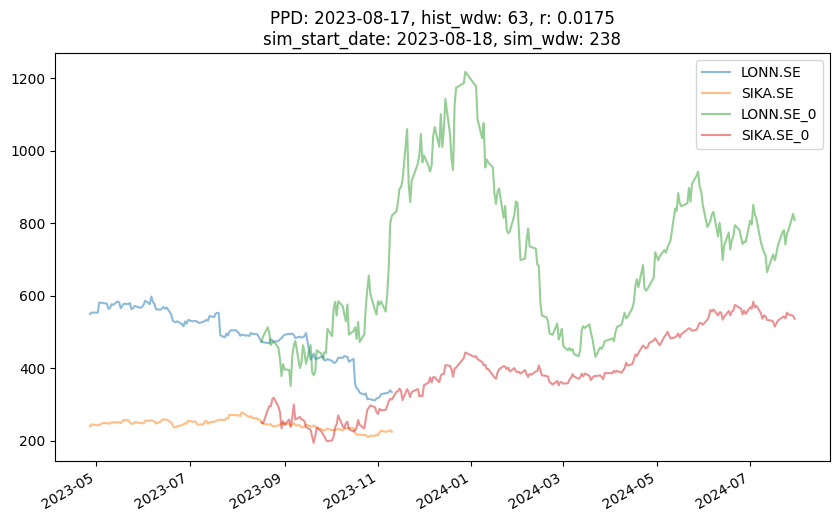 PPD: 2023-08-17, hist_wdw: 63, r: 0.0175
sim_start_date: 2023-08-18, sim_wdw: 238
LONN.SE
SIKA.SE
LONN.SE_0
SIKA.SE_0
1200
1000
800
600
400
200
2023-05
2023-07
2023-09
2023-11
2024-01
2024-03
2024-05
2024-07